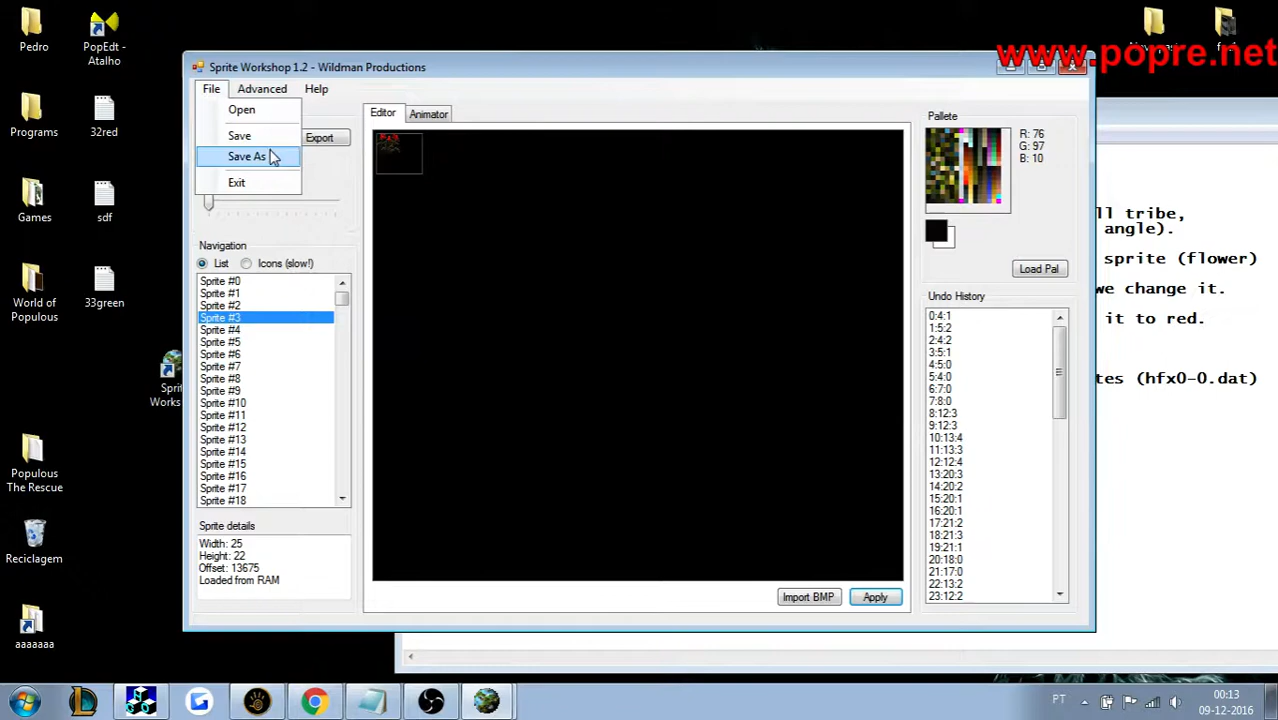 Pedro
PopEdt -
Atalho
www.popre.net
Sprite Workshop 1.2 - Wildman Productions
File
Advanced
Help
Open
Save
Save As
Exit
Export
Editor
Animator
Pallete
R: 76
G: 97
B: 10
Load Pal
Programs
32red
Games
sdf
World of
Populous
33green
Navigation
List
Icons (slow!)
Sprite #0
Sprite #1
Sprite #2
Sprite #3
Sprite #4
Sprite #5
Sprite #6
Sprite #7
Sprite #8
Sprite #9
Sprite #10
Sprite #11
Sprite #12
Sprite #13
Sprite #14
Sprite #15
Sprite #16
Sprite #17
Sprite #18
Sprite details
Width: 25
Height: 22
Offset: 13675
Loaded from RAM
Import BMP
Apply
Undo History
0:4:1
1:5:2
2:4:2
3:5:1
4:5:0
5:4:0
6:7:0
7:8:0
8:12:3
9:12:3
10:13:4
11:13:3
12:12:4
13:20:3
14:20:2
15:20:1
16:20:0
17:21:2
18:21:3
19:21:1
20:18:0
21:17:0
22:13:2
23:12:2
ll tribe,
angle).
sprite (flower)
we change it.
it to red.
tes (hfx0-0.dat)
Sprit
Works
Populous
The Rescue
Reciclagem
aaaaaaa
PT
00:13
09-12-2016